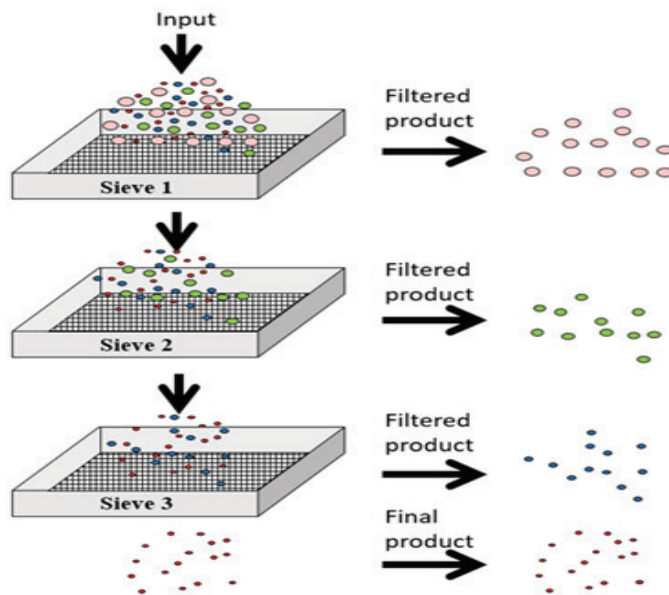 Input
Filtered
product
Sieve 1
Filtered
product
Sieve 2
Filtered
product
Sieve 3
Final
product